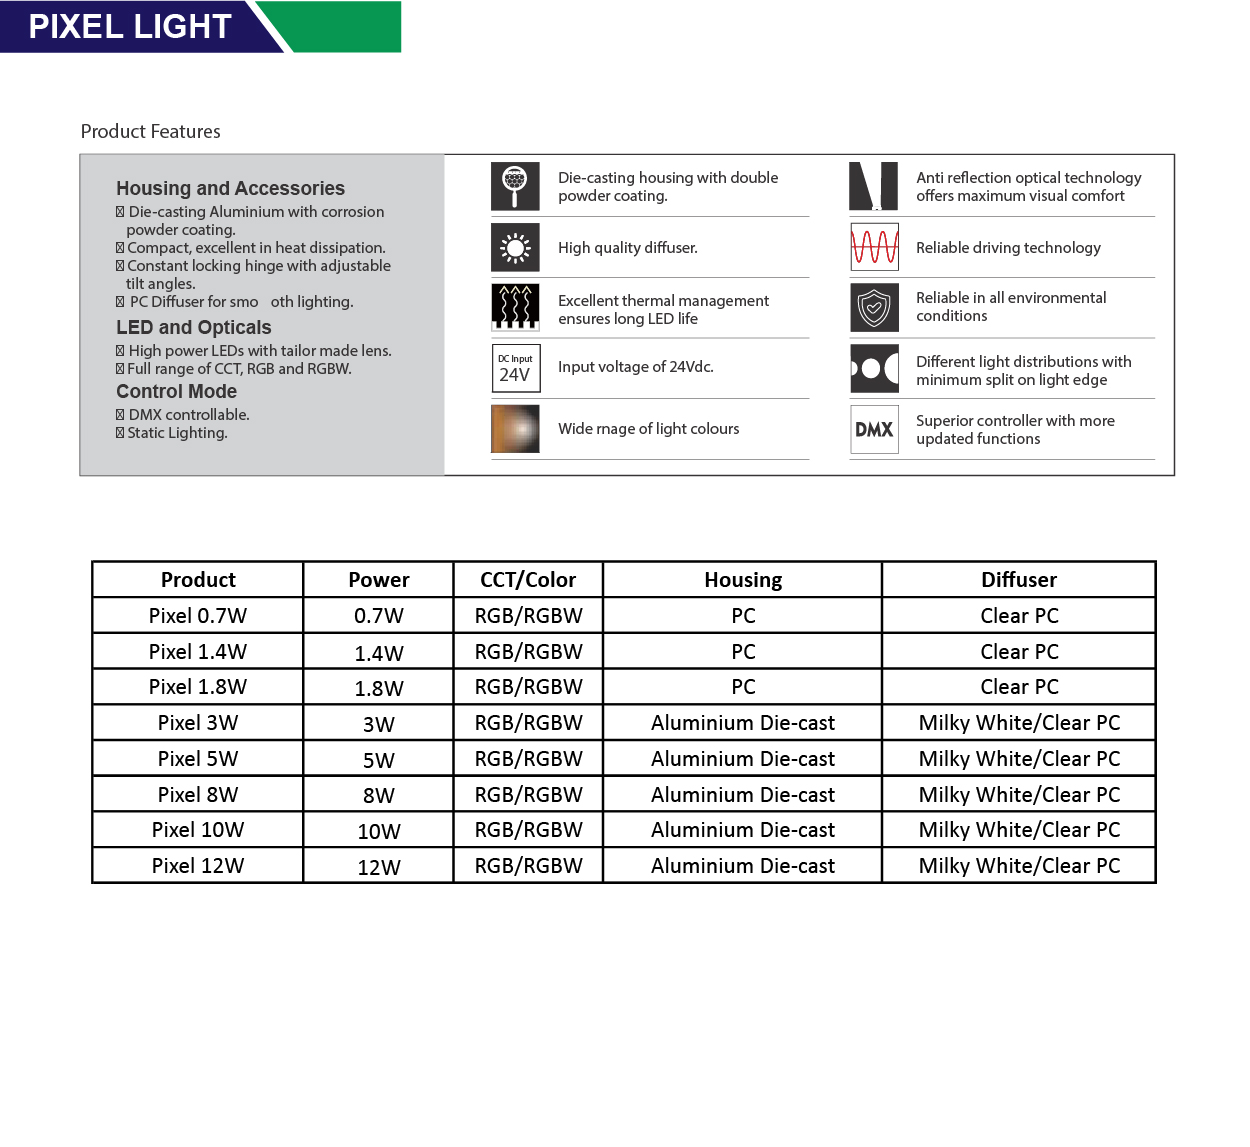 PIXEL LIGHT
Product Features
Housing and Accessories
Die-casting Aluminium with corrosion
powder coating.
Compact, excellent in heat dissipation.
Constant locking hinge with adjustable
tilt angles.
PC Diffuser for smo oth lighting.
LED and Opticals
High power LEDs with tailor made lens.
Full range of CCT, RGB and RGBW.
Control Mode
DMX controllable.
Static Lighting.
Die-casting housing with double
powder coating.
High quality diffuser.
Excellent thermal management
ensures long LED life
DC Input
24V
Input voltage of 24Vdc.
Wide rnage of light colours
Anti reflection optical technology
offers maximum visual comfort
Reliable driving technology
Reliable in all environmental
conditions
Different light distributions with
minimum split on light edge
DMX
Superior controller with more
updated functions
Product Power CCT/Color Housing Diffuser
Pixel 0.7W 0.7W RGB/RGBW PC Clear PC
Pixel 1.4W 1.4W RGB/RGBW PC Clear PC
Pixel 1.8W 1.8W RGB/RGBW PC Clear PC
Pixel 3W 3W RGB/RGBW Aluminium Die-cast Milky White/Clear PC
Pixel 5W 5W RGB/RGBW Aluminium Die-cast Milky White/Clear PC
Pixel 8W 8W RGB/RGBW Aluminium Die-cast Milky White/Clear PC
Pixel 10W 10W RGB/RGBW Aluminium Die-cast Milky White/Clear PC
Pixel 12W 12W RGB/RGBW Aluminium Die-cast Milky White/Clear PC